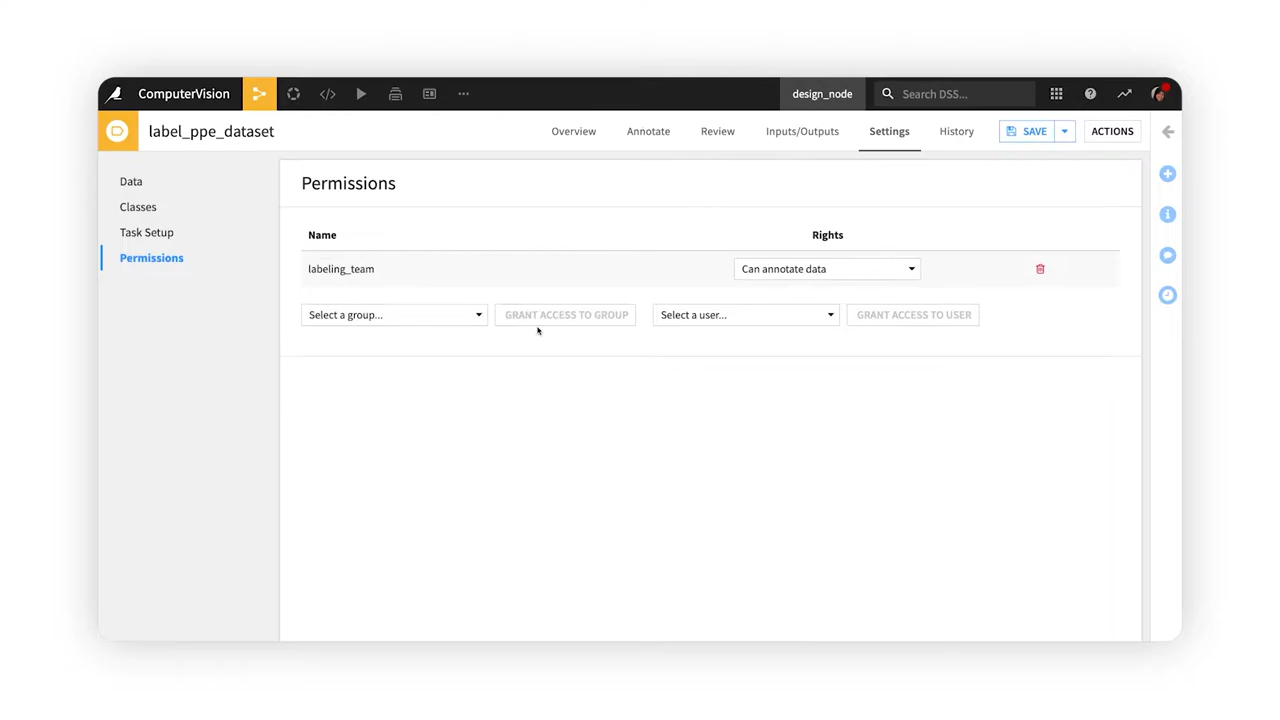 ComputerVision
design_node
Search DSS...
label_ppe_dataset
Overview
Annotate
Review
Inputs/Outputs
Settings
History
SAVE
ACTIONS
Data
Classes
Task Setup
Permissions
Permissions
Name
Rights
labeling_team
Can annotate data
Select a group...
GRANT ACCESS TO GROUP
Select a user...
GRANT ACCESS TO USER